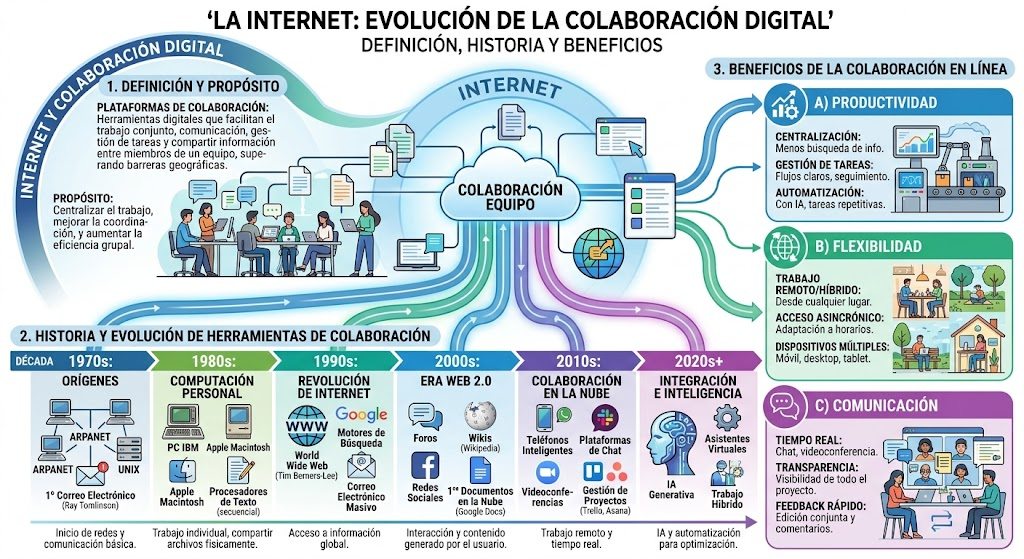 'LA INTERNET: EVOLUCIÓN DE LA COLABORACIÓN DIGITAL'
DEFINICIÓN, HISTORIA Y BENEFICIOS
INTERNET Y COLABORACIÓN DIGITAL
1. DEFINICIÓN Y PROPÓSITO
PLATAFORMAS DE COLABORACIÓN:
Herramientas digitales que facilitan el
trabajo conjunto, comunicación, ges-
tión de tareas y compartir información
entre miembros de un equipo, supe-
rando barreras geográficas.
PROPÓSITO:
Centralizar el trabajo,
mejorar la coordina-
ción, y aumentar la
eficiencia grupal.
INTERNET
COLABORACIÓN
EQUIPO
3. BENEFICIOS DE LA COLABORACIÓN EN LÍNEA
A) PRODUCTIVIDAD
CENTRALIZACIÓN:
Menos búsqueda de info.
GESTIÓN DE TAREAS:
Flujos claros, seguimiento.
AUTOMATIZACIÓN:
Con IA, tareas repetitivas.
B) FLEXIBILIDAD
TRABAJO
REMOTO/HÍBRIDO:
Desde cualquier lugar.
ACCESO ASINCRÓNICO:
Adaptación a horarios.
DISPOSITIVOS MÚLTIPLES:
Móvil, desktop, tablet.
C) COMUNICACIÓN
TIEMPO REAL:
Chat, videoconferencia.
TRANSPARENCIA:
Visibilidad de todo el
proyecto.
FEEDBACK RÁPIDO:
Edición conjunta y
comentarios.
2. HISTORIA Y EVOLUCIÓN DE HERRAMIENTAS DE COLABORACIÓN
DÉCADA
1970s:
ORÍGENES
ARPANET
ARPANET
UNIX
1º Correo Electrónico
(Ray Tomlinson)
Inicio de redes y
comunicación básica.
1980s:
COMPUTACIÓN
PERSONAL
PC IBM
Apple Macintosh
Apple
Macintosh
Procesadores
de Texto
(secuencial)
Trabajo individual, compartir
archivos físicamente.
1990s:
REVOLUCIÓN
DE INTERNET
WWW
Google
Motores de
Búsqueda
World
Wide Web
(Tim Berners-Lee)
Correo
Electrónico
Masivo
Acceso a información
global.
2000s:
ERA WEB 2.0
Foros
Wikis
(Wikipedia)
Redes
Sociales
1ᵉʳ Documentos
en la Nube
(Google Docs)
Interacción y contenido
generado por el usuario.
2010s:
COLABORACIÓN
EN LA NUBE
Teléfonos
Inteligentes
Plataformas
de Chat
Videoconfe-
rencias
Gestión de
Proyectos
(Trello, Asana)
Trabajo remoto y
tiempo real.
2020s+
INTEGRACIÓN
E INTELIGENCIA
Asistentes
Virtuales
IA
Generativa
Trabajo
Híbrido
IA y automatización
para optimización.